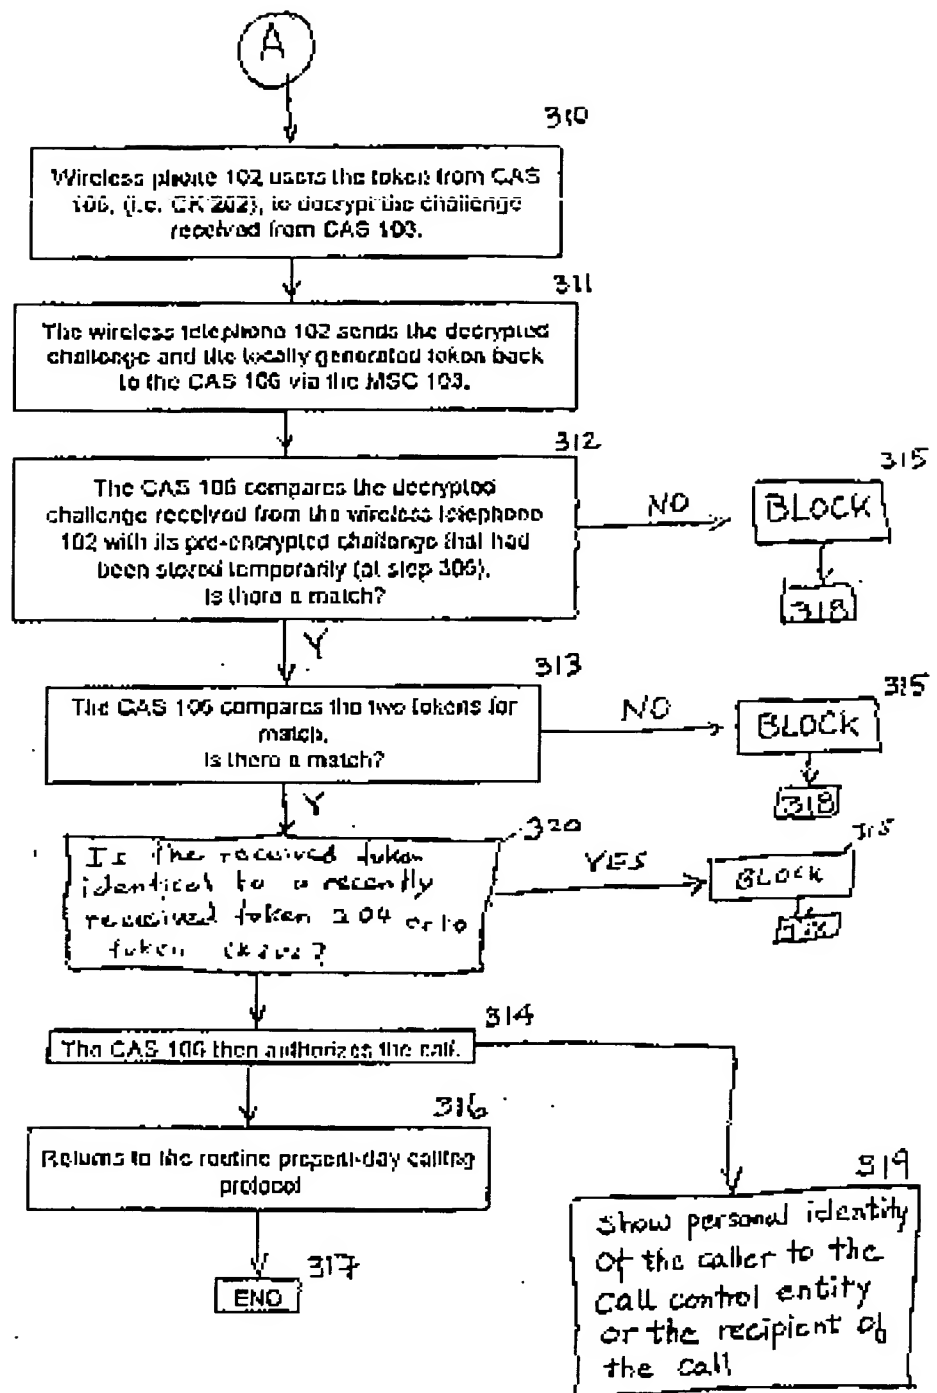 A
310
Wireless phone 102 users the token from CAS
106, (i.e. CK 202), to decrypt the challenge
received from CAS 103.
311
The wireless telephone 102 sends the decrypted
challenge and the locally generated token back
to the CAS 106 via the MSC 103.
312
The CAS 106 compares the decrypted
challenge received from the wireless telephone
102 with its pre-encrypted challenge that had
been stored temporarily (at step 306).
Is there a match?
NO
315
BLOCK
318
Y
313
The CAS 106 compares the two tokens for
match.
Is there a match?
NO
315
BLOCK
318
Y
320
Is the received token
identical to a recently
received token 204 or to
token
YES
315
BLOCK
314
The CAS 106 then authorizes the call.
316
Returns to the routine present-day calling
protocol
317
END
319
Show personal identity
of the caller to the
call control entity
or the recipient of
the call